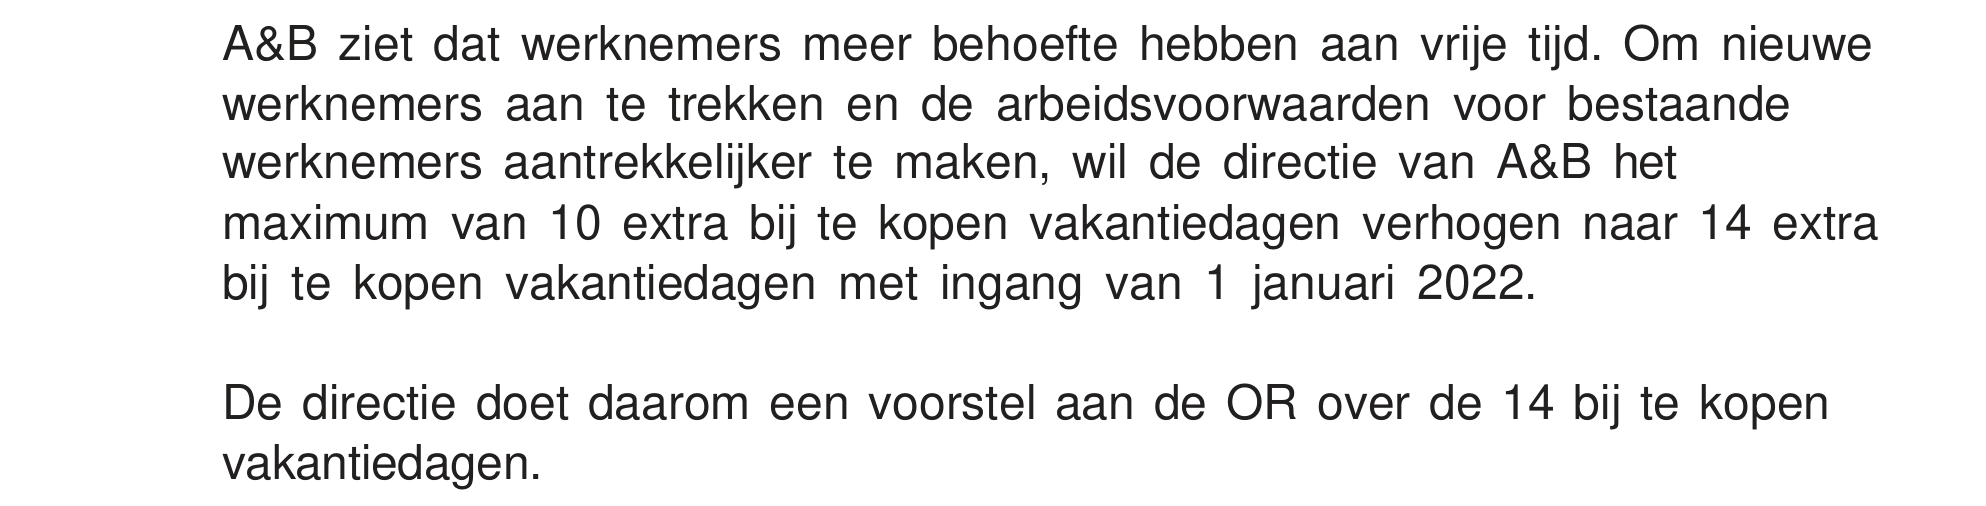 A&B ziet dat werknemers meer behoefte hebben aan vrije tijd. Om nieuwe
werknemers aan te trekken en de arbeidsvoorwaarden voor bestaande
werknemers aantrekkelijker te maken, wil de directie van A&B het
maximum van 10 extra bij te kopen vakantiedagen verhogen naar 14 extra
bij te kopen vakantiedagen met ingang van 1 januari 2022.
De directie doet daarom een voorstel aan de OR over de 14 bij te kopen
vakantiedagen.